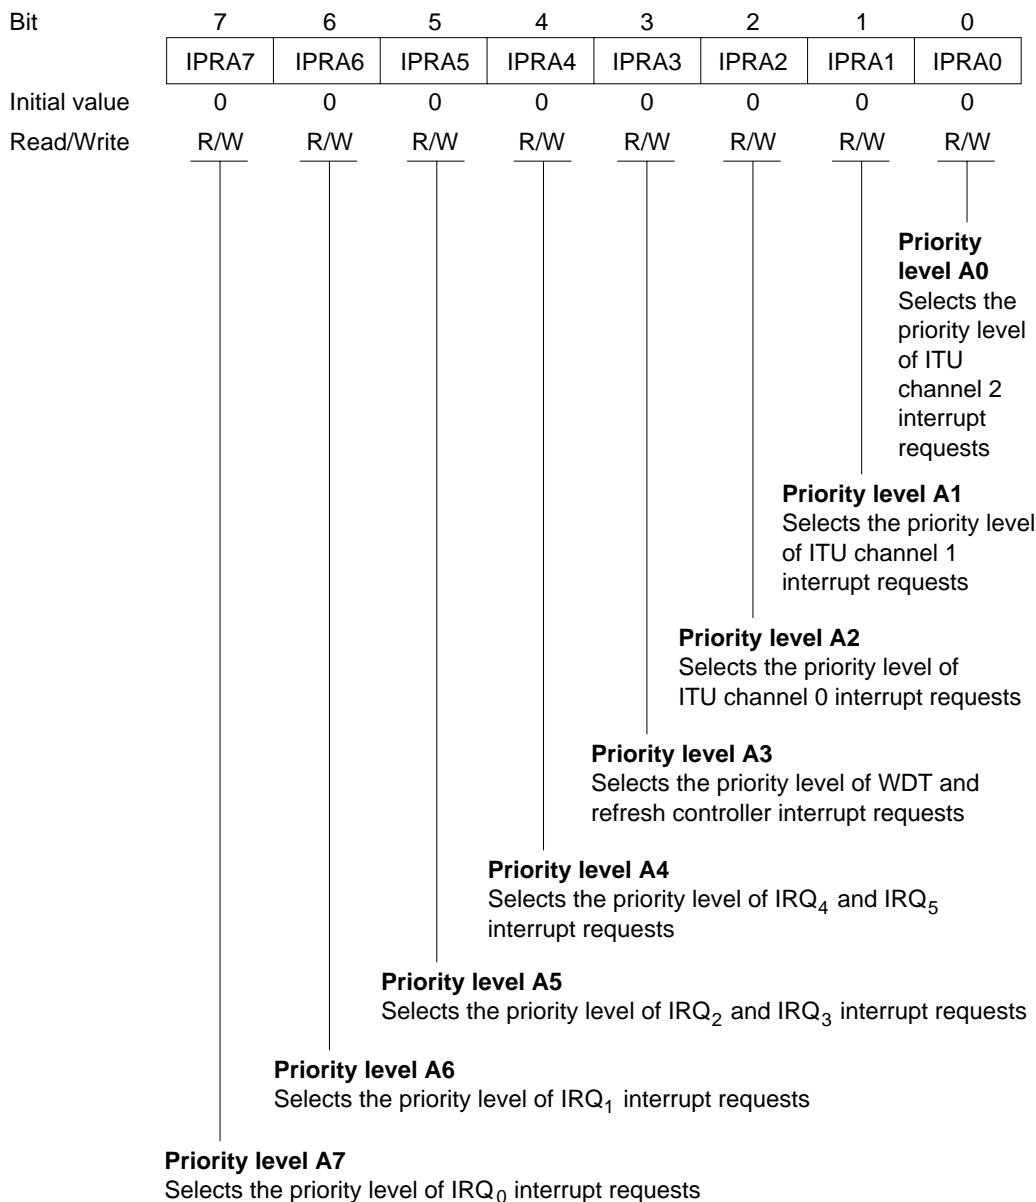 Bit 7 6 5 4 3 2 1 0
IPRA7 IPRA6 IPRA5 IPRA4 IPRA3 IPRA2 IPRA1 IPRA0
Initial value 0 0 0 0 0 0 0 0
Read/Write R/W R/W R/W R/W R/W R/W R/W R/W
Priority
level A0
Selects the
priority level
of ITU
channel 2
interrupt
requests
Priority level A1
Selects the priority level
of ITU channel 1
interrupt requests
Priority level A2
Selects the priority level of
ITU channel 0 interrupt requests
Priority level A3
Selects the priority level of WDT and
refresh controller interrupt requests
Priority level A4
Selects the priority level of IRQ4 and IRQ5
interrupt requests
Priority level A5
Selects the priority level of IRQ2 and IRQ3 interrupt requests
Priority level A6
Selects the priority level of IRQ1 interrupt requests
Priority level A7
Selects the priority level of IRQ0 interrupt requests